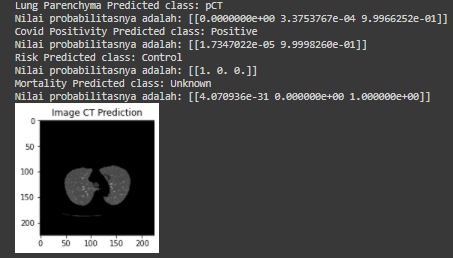 Lung Parenchyma Predicted class: pCT
Nilai probabilitasnya adalah: [[0.0000000e+00 3.3753767e-04 9.9966252e-01]]
Covid Positivity Predicted class: Positive
Nilai probabilitasnya adalah: [[1.7347022e-05 9.9998260e-01]]
Risk Predicted class: Control
Nilai probabilitasnya adalah: [[1. 0. 0.]]
Mortality Predicted class: Unknown
Nilai probabilitasnya adalah: [[4.070936e-31 0.000000e+00 1.000000e+00]]
Image CT Prediction
0
50
100
150
200
0 50 100 150 200